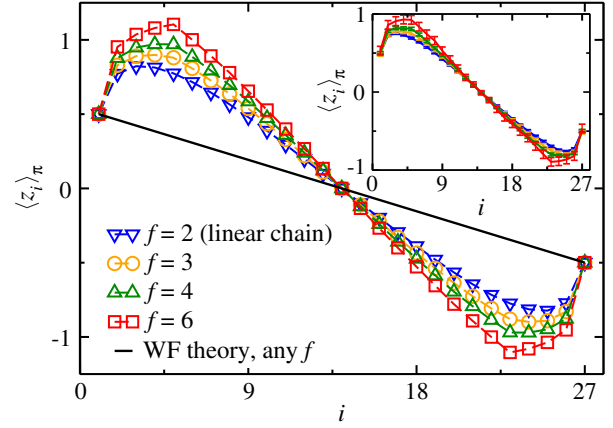 1
0
-1
⟨z_i⟩_π
1 9 18 27
i
f = 2 (linear chain)
f = 3
f = 4
f = 6
WF theory, any f
1
0
-1
⟨z_i⟩_π
0 9 18 27
i